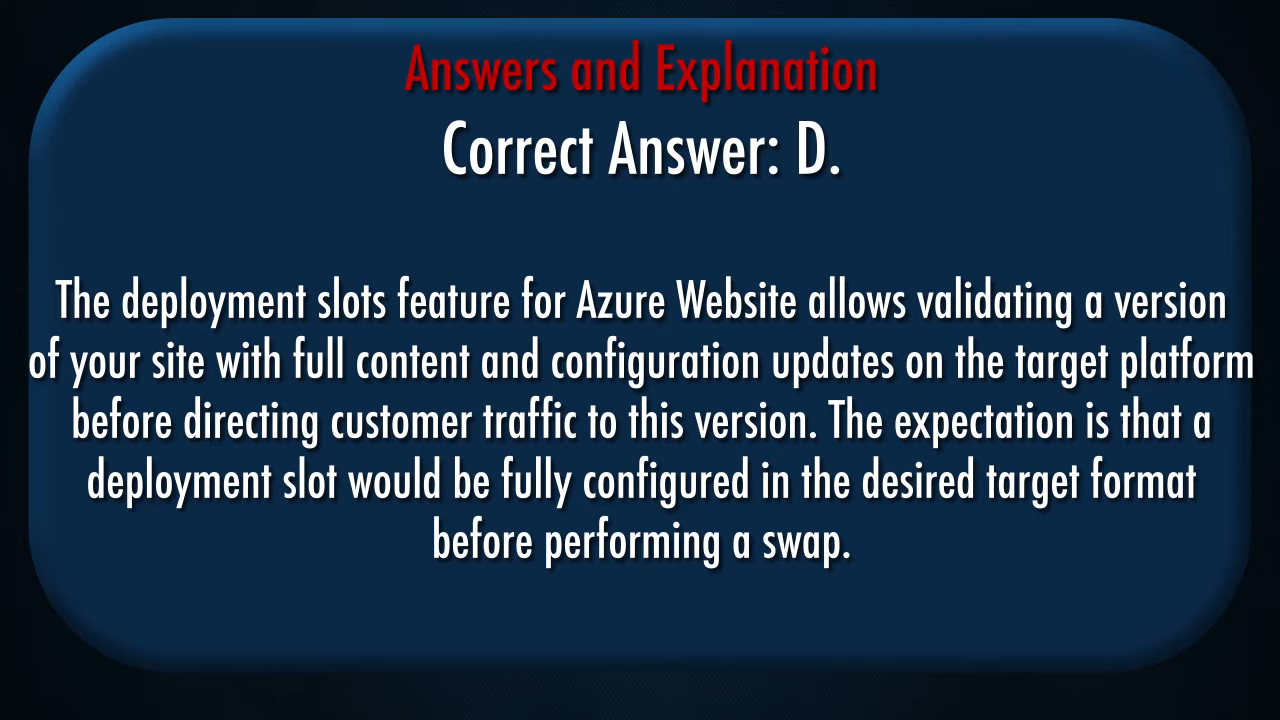 Answers and Explanation
Correct Answer: D.
The deployment slots feature for Azure Website allows validating a version
of your site with full content and configuration updates on the target platform
before directing customer traffic to this version. The expectation is that a
deployment slot would be fully configured in the desired target format
before performing a swap.